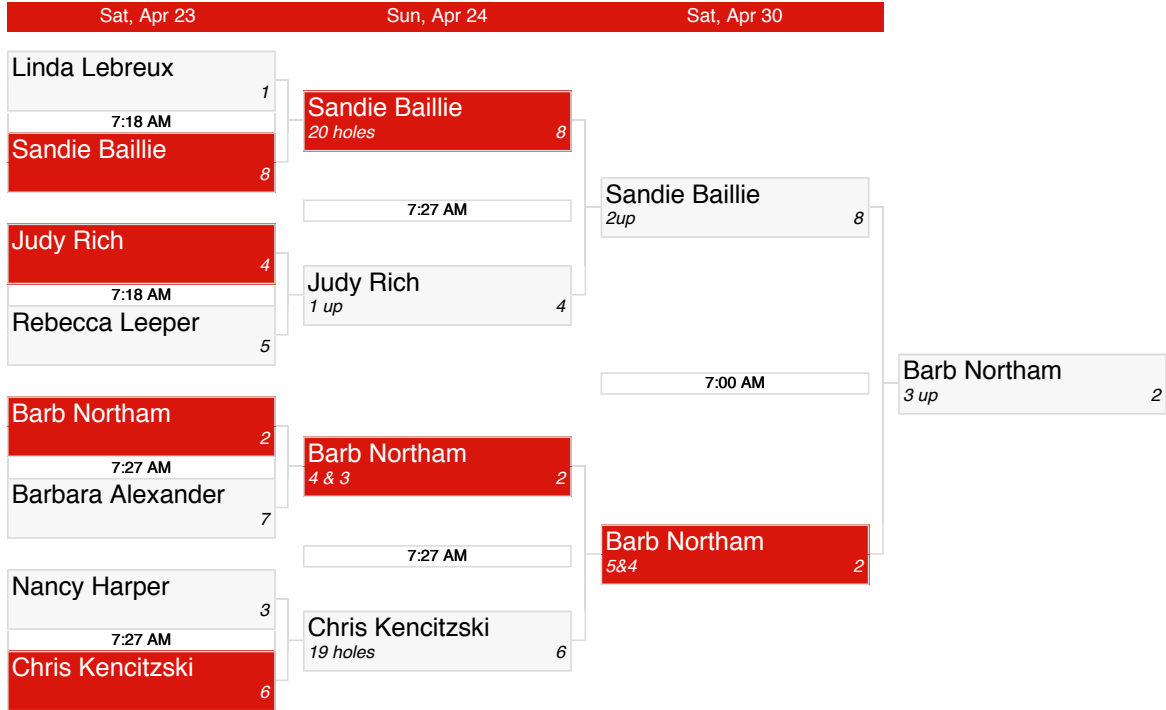 Sat, Apr 23
Sun, Apr 24
Sat, Apr 30
Linda Lebreux
1
7:18 AM
Sandie Baillie
8
Judy Rich
4
7:18 AM
Rebecca Leeper
5
Barb Northam
2
7:27 AM
Barbara Alexander
7
Nancy Harper
3
7:27 AM
Chris Kencitzski
6
Sandie Baillie
20 holes 8
7:27 AM
Judy Rich
1 up 4
Barb Northam
4 & 3 2
7:27 AM
Chris Kencitzski
19 holes 6
Sandie Baillie
2up 8
7:00 AM
Barb Northam
5&4 2
Barb Northam
3 up 2